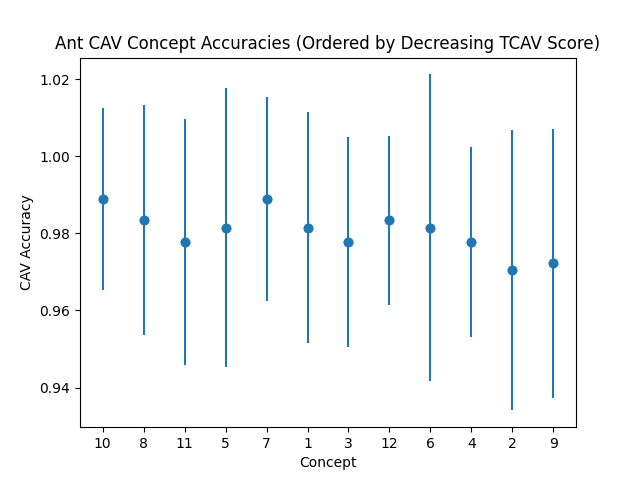 Ant CAV Concept Accuracies (Ordered by Decreasing TCAV Score)
1.02
1.00
0.98
0.96
0.94
CAV Accuracy
10 8 11 5 7 1 3 12 6 4 2 9
Concept